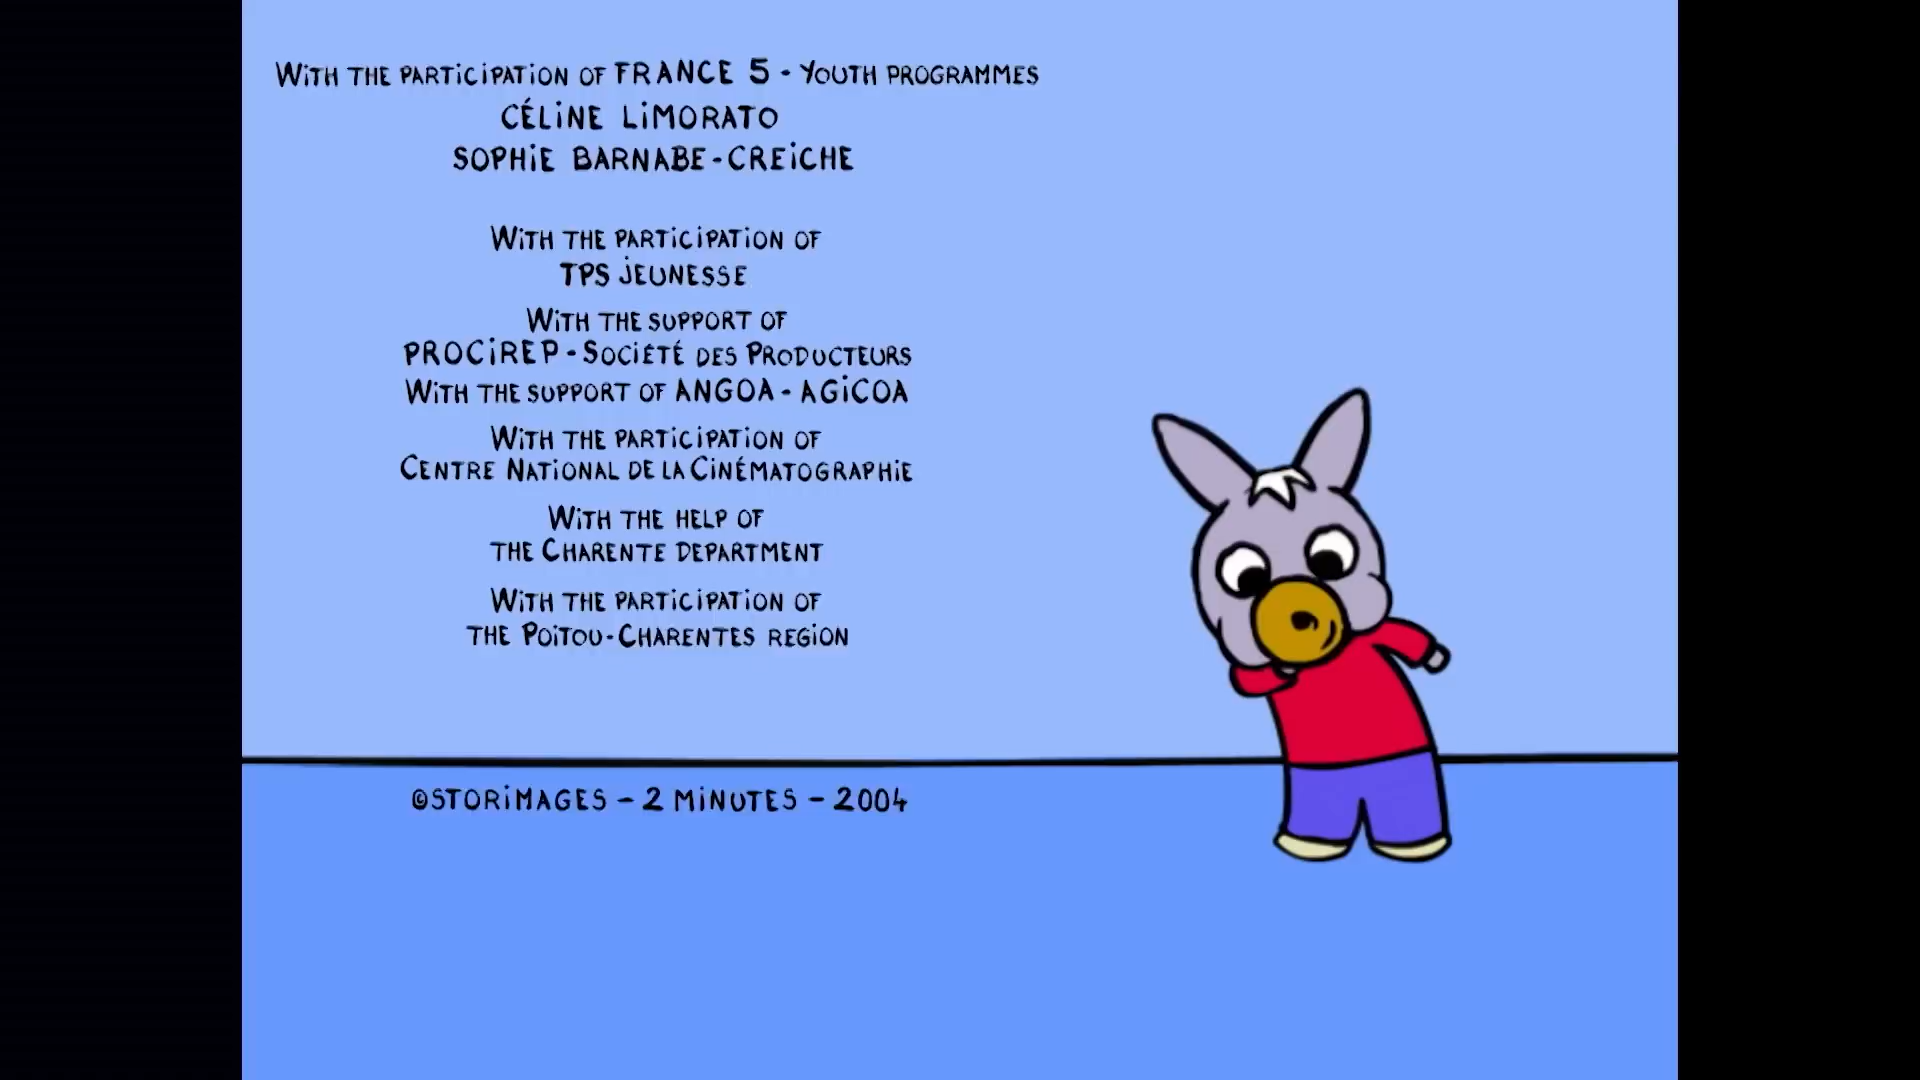 WiTH THE PARTiCiPATiON OF FRANCE 5 - YOUTH PROGRAMMES
CÉLiNE LiMORATO
SOPHiE BARNABE-CREiCHE
WiTH THE PARTiCiPATiON OF
TPS JEUNESSE
WiTH THE SUPPORT OF
PROCiREP - SOCiÉTÉ DES PRODUCTEURS
WiTH THE SUPPORT OF ANGOA - AGiCOA
WiTH THE PARTiCiPATiON OF
CENTRE NATiONAL DE LA CiNÉMATOGRAPHiE
WiTH THE HELP OF
THE CHARENTE DEPARTMENT
WiTH THE PARTiCiPATiON OF
THE POiTOU-CHARENTES REGiON
©STORiMAGES - 2 MiNUTES - 2004